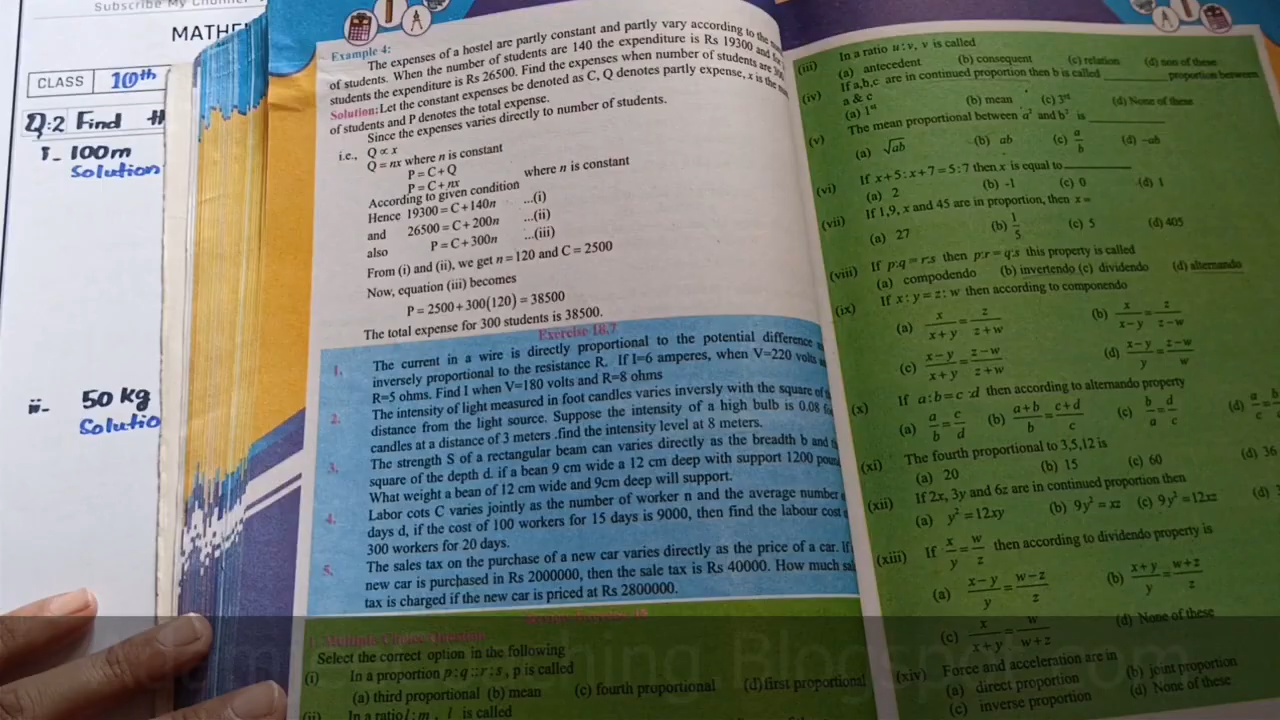 Subscribe My Channel
MATHE
CLASS 10th
Q:2 Find th
i- 100m
Solution
ii- 50 kg
Solutio
Example 4:
The expenses of a hostel are partly constant and partly vary according to the
of students. When the number of students are 140 the expenditure is Rs 19300 and for
students the expenditure is Rs 26500. Find the expenses when number of students are 300.
Solution: Let the constant expenses be denoted as C, Q denotes partly expense, x is the
of students and P denotes the total expense.
Since the expenses varies directly to number of students.
i.e., Q ∝ x
Q = nx where n is constant
P = C + Q
P = C + nx where n is constant
According to given condition
Hence 19300 = C + 140n ...(i)
and 26500 = C + 200n ...(ii)
also P = C + 300n ...(iii)
From (i) and (ii), we get n = 120 and C = 2500
Now, equation (iii) becomes
P = 2500 + 300(120) = 38500
The total expense for 300 students is 38500.
Exercise 18.7
1. The current in a wire is directly proportional to the potential difference
inversely proportional to the resistance R. If I=6 amperes, when V=220 volts
R=5 ohms. Find I when V=180 volts and R=8 ohms
2. The intensity of light measured in foot candles varies inversly with the square of
distance from the light source. Suppose the intensity of a high bulb is 0.08
candles at a distance of 3 meters .find the intensity level at 8 meters.
3. The strength S of a rectangular beam can varies directly as the breadth b and
square of the depth d. if a bean 9 cm wide a 12 cm deep with support 1200
What weight a bean of 12 cm wide and 9cm deep will support.
4. Labor cots C varies jointly as the number of worker n and the average number
days d, if the cost of 100 workers for 15 days is 9000, then find the labour cost
300 workers for 20 days.
5. The sales tax on the purchase of a new car varies directly as the price of a car. If
new car is purchased in Rs 2000000, then the sale tax is Rs 40000. How much
tax is charged if the new car is priced at Rs 2800000.
1. Multiple Choice Question
Select the correct option in the following
(i) In a proportion p:q::r:s, p is called
(a) third proportional (b) mean (c) fourth proportional (d) first proportional
(ii) In a ratio l:m, l is called
(iii) In a ratio u:v, v is called
(a) antecedent (b) consequent (c) relation (d) son of these
(iv) If a,b,c are in continued proportion then b is called ________ proportion between
a & c
(a) 1st (b) mean (c) 3rd (d) None of these
(v) The mean proportional between a² and b² is ________
(a) √ab (b) ab (c) a/b (d) -ab
(vi) If x+5:x+7=5:7 then x is equal to ________
(a) 2 (b) -1 (c) 0 (d) 1
(vii) If 1,9, x and 45 are in proportion, then x =
(a) 27 (b) 1/5 (c) 5 (d) 405
(viii) If p:q = r:s then p:r = q:s this property is called
(a) compodendo (b) invertendo (c) dividendo (d) alternando
(ix) If x:y = z:w then according to componendo
(a) x/(x+y) = z/(z+w) (b) x/(x-y) = z/(z-w)
(c) (x-y)/(x+y) = (z-w)/(z+w) (d) (x-y)/y = (z-w)/w
(x) If a:b=c:d then according to alternando property
(a) a/b = c/d (b) (a+b)/b = (c+d)/c (c) b/a = d/c (d)
(xi) The fourth proportional to 3,5,12 is
(a) 20 (b) 15 (c) 60 (d) 36
(xii) If 2x, 3y and 6z are in continued proportion then
(a) y² = 12xy (b) 9y² = xz (c) 9y² = 12xz (d)
(xiii) If x/y = w/z then according to dividendo property is
(a) (x-y)/y = (w-z)/z (b) (x+y)/y = (w+z)/z
(c) x/(x+y) = w/(w+z) (d) None of these
(xiv) Force and acceleration are in
(a) direct proportion (b) joint proportion
(c) inverse proportion (d) None of these